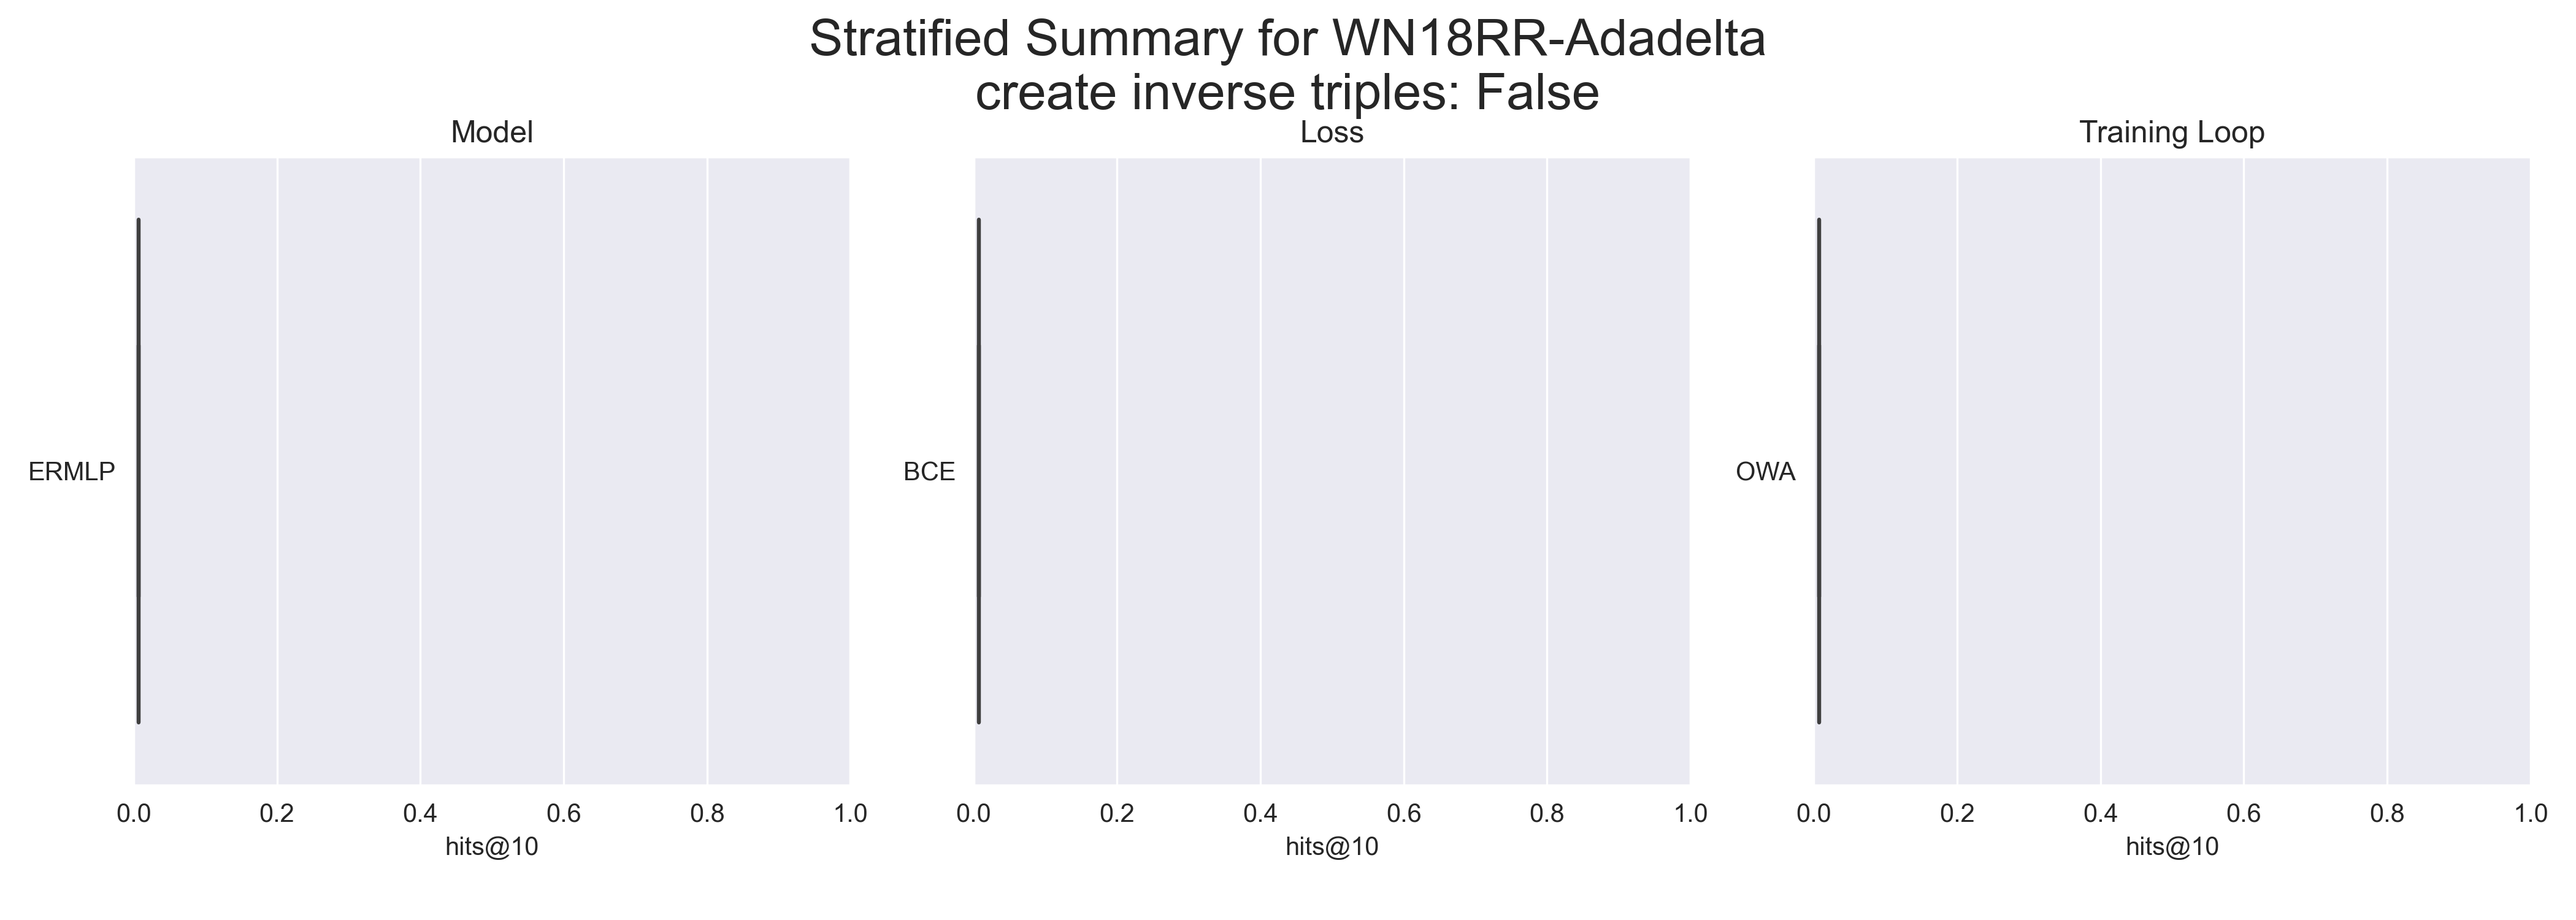 Stratified Summary for WN18RR-Adadelta
create inverse triples: False
Model
ERMLP
0.0 0.2 0.4 0.6 0.8 1.0
hits@10
Loss
BCE
0.0 0.2 0.4 0.6 0.8 1.0
hits@10
Training Loop
OWA
0.0 0.2 0.4 0.6 0.8 1.0
hits@10